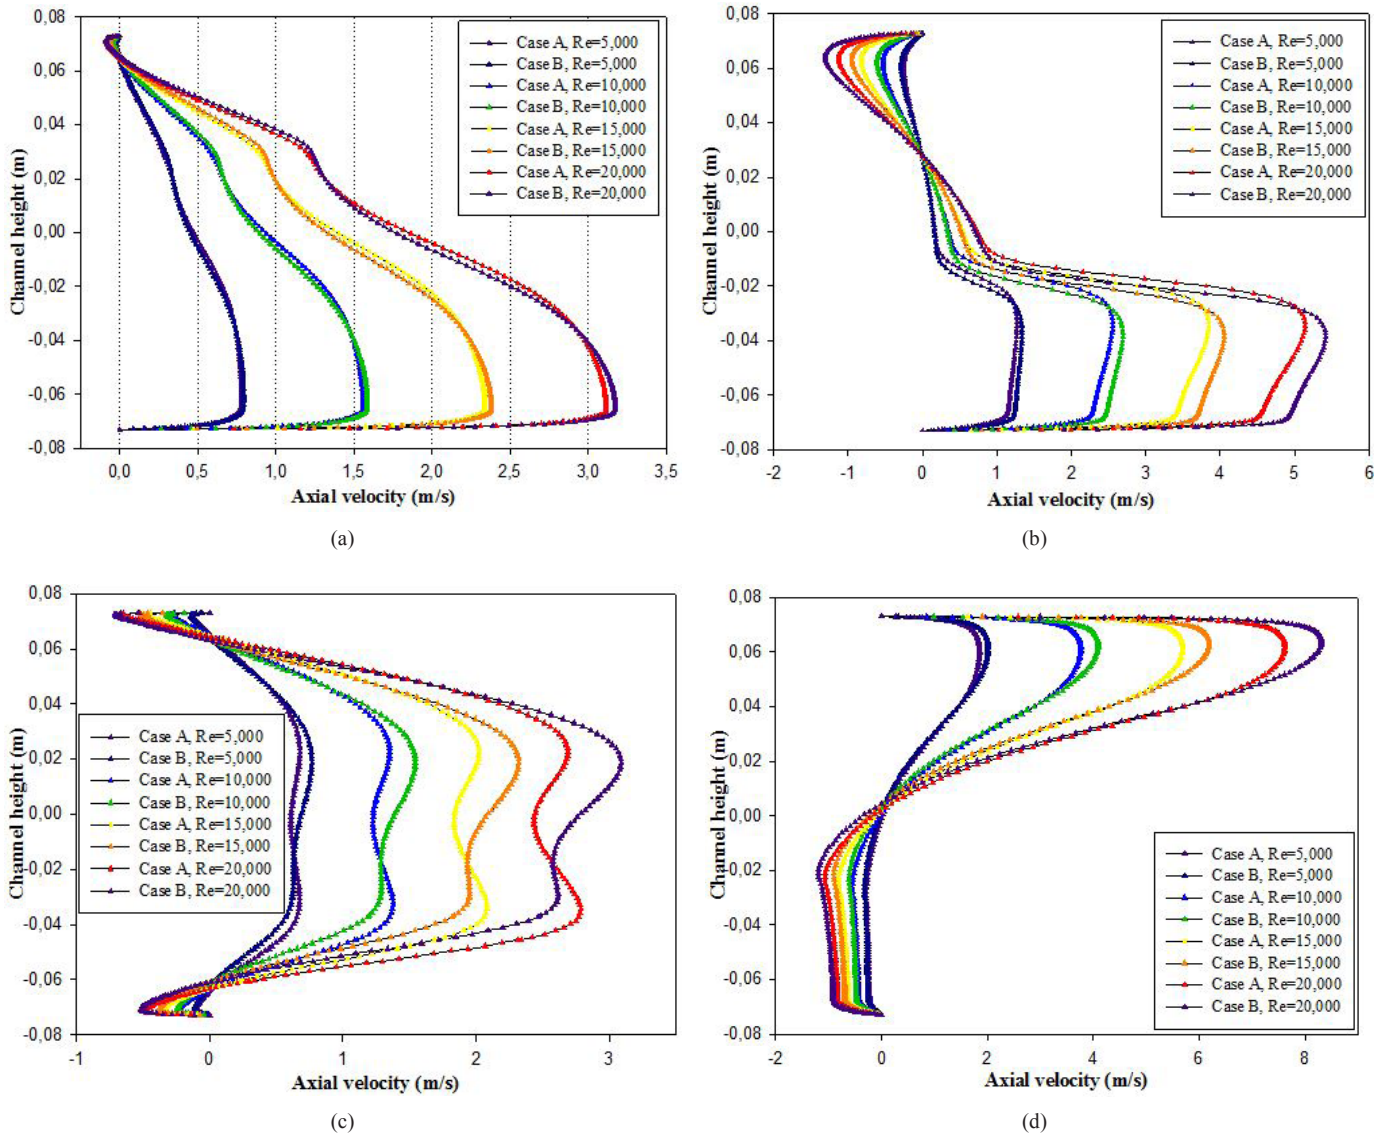 0,08
0,06
0,04
0,02
0,00
-0,02
-0,04
-0,06
-0,08
Channel height (m)
Case A, Re=5,000
Case B, Re=5,000
Case A, Re=10,000
Case B, Re=10,000
Case A, Re=15,000
Case B, Re=15,000
Case A, Re=20,000
Case B, Re=20,000
0,0 0,5 1,0 1,5 2,0 2,5 3,0 3,5
Axial velocity (m/s)
(a)
0,08
0,06
0,04
0,02
0,00
-0,02
-0,04
-0,06
-0,08
Channel height (m)
Case A, Re=5,000
Case B, Re=5,000
Case A, Re=10,000
Case B, Re=10,000
Case A, Re=15,000
Case B, Re=15,000
Case A, Re=20,000
Case B, Re=20,000
-2 -1 0 1 2 3 4 5 6
Axial velocity (m/s)
(b)
0,08
0,06
0,04
0,02
0,00
-0,02
-0,04
-0,06
-0,08
Channel height (m)
Case A, Re=5,000
Case B, Re=5,000
Case A, Re=10,000
Case B, Re=10,000
Case A, Re=15,000
Case B, Re=15,000
Case A, Re=20,000
Case B, Re=20,000
-1 0 1 2 3
Axial velocity (m/s)
(c)
0,08
0,06
0,04
0,02
0,00
-0,02
-0,04
-0,06
-0,08
Channel height (m)
Case A, Re=5,000
Case B, Re=5,000
Case A, Re=10,000
Case B, Re=10,000
Case A, Re=15,000
Case B, Re=15,000
Case A, Re=20,000
Case B, Re=20,000
-2 0 2 4 6 8
Axial velocity (m/s)
(d)